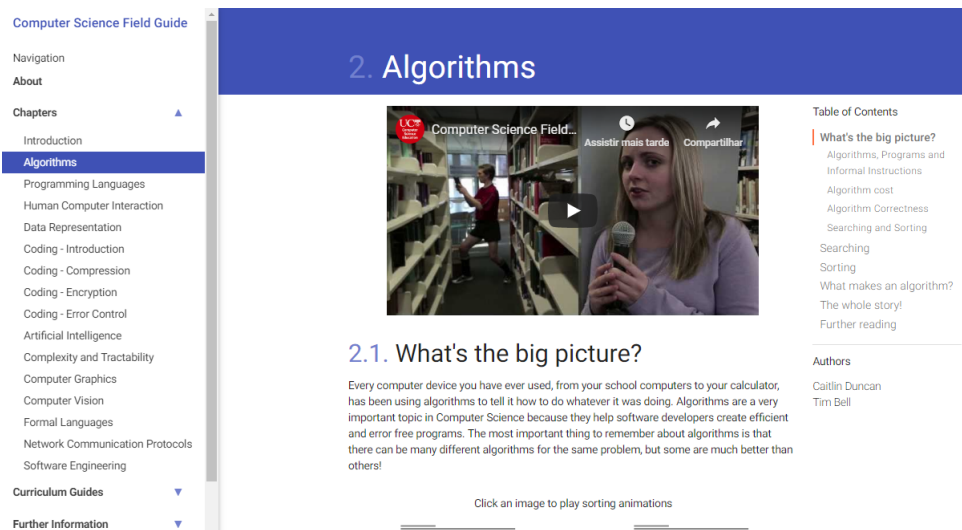 Computer Science Field Guide
Navigation
About
Chapters
Introduction
Algorithms
Programming Languages
Human Computer Interaction
Data Representation
Coding - Introduction
Coding - Compression
Coding - Encryption
Coding - Error Control
Artificial Intelligence
Complexity and Tractability
Computer Graphics
Computer Vision
Formal Languages
Network Communication Protocols
Software Engineering
Curriculum Guides
Further Information
2. Algorithms
UC
Computer
Science
Education
Computer Science Field...
Assistir mais tarde
Compartilhar
2.1. What's the big picture?
Every computer device you have ever used, from your school computers to your calculator,
has been using algorithms to tell it how to do whatever it was doing. Algorithms are a very
important topic in Computer Science because they help software developers create efficient
and error free programs. The most important thing to remember about algorithms is that
there can be many different algorithms for the same problem, but some are much better than
others!
Click an image to play sorting animations
Table of Contents
What's the big picture?
Algorithms, Programs and
Informal Instructions
Algorithm cost
Algorithm Correctness
Searching and Sorting
Searching
Sorting
What makes an algorithm?
The whole story!
Further reading
Authors
Caitlin Duncan
Tim Bell